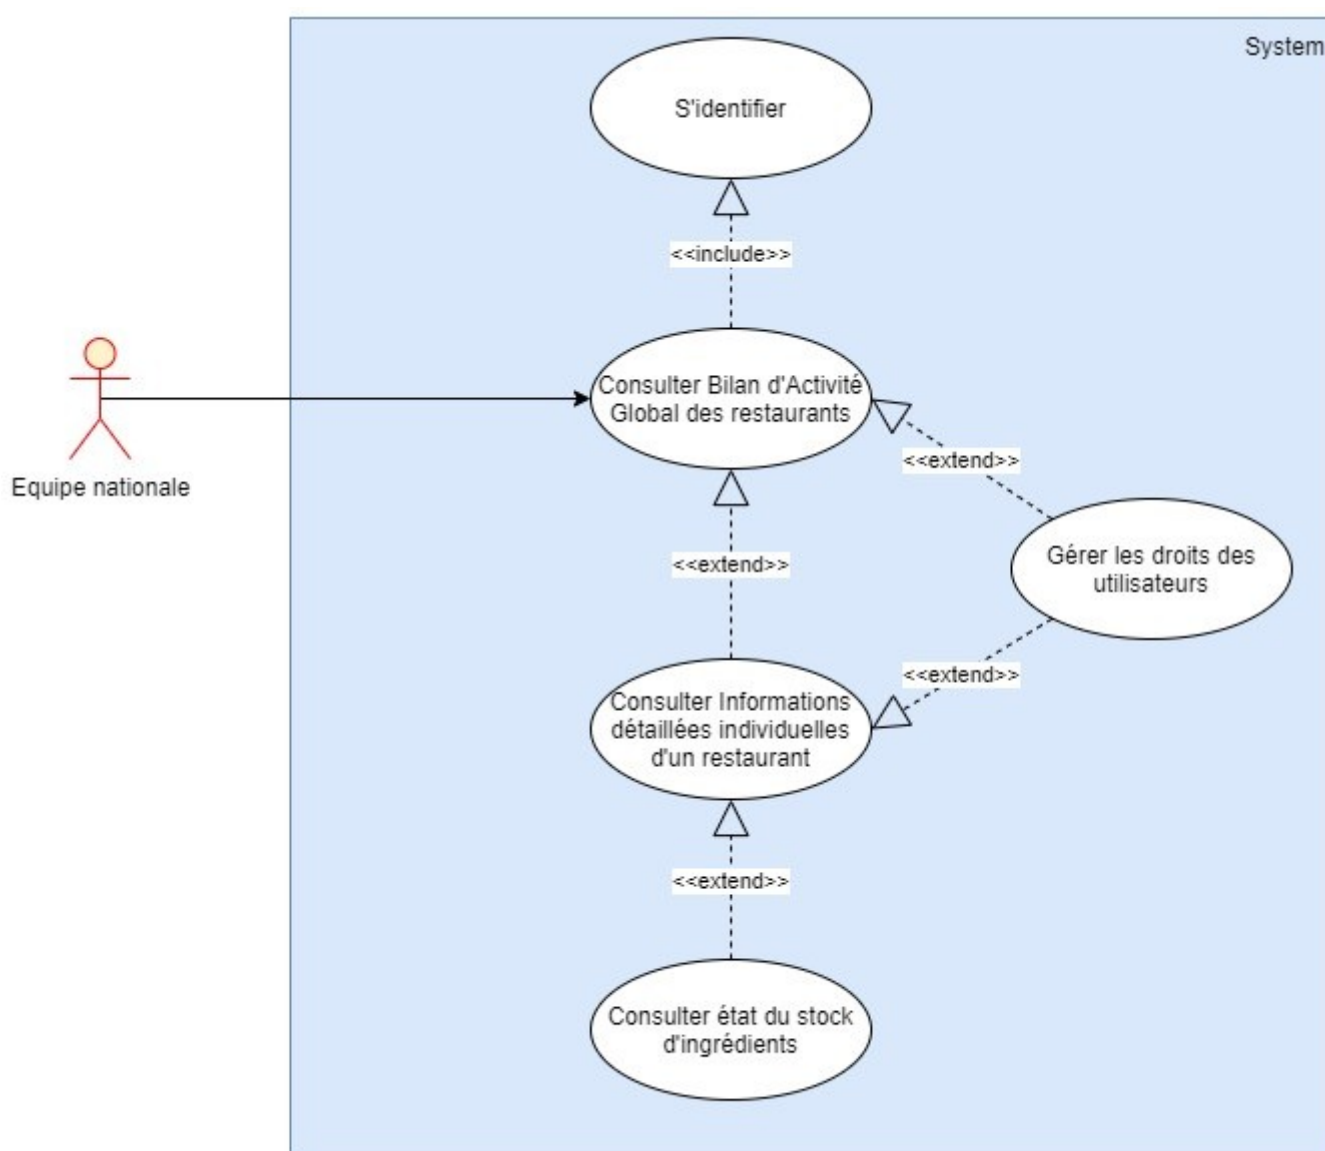 System
S'identifier
<<include>>
Consulter Bilan d'Activité
Global des restaurants
<<extend>>
Equipe nationale
<<extend>>
Gérer les droits des
utilisateurs
<<extend>>
Consulter Informations
détaillées individuelles
d'un restaurant
<<extend>>
Consulter état du stock
d'ingrédients